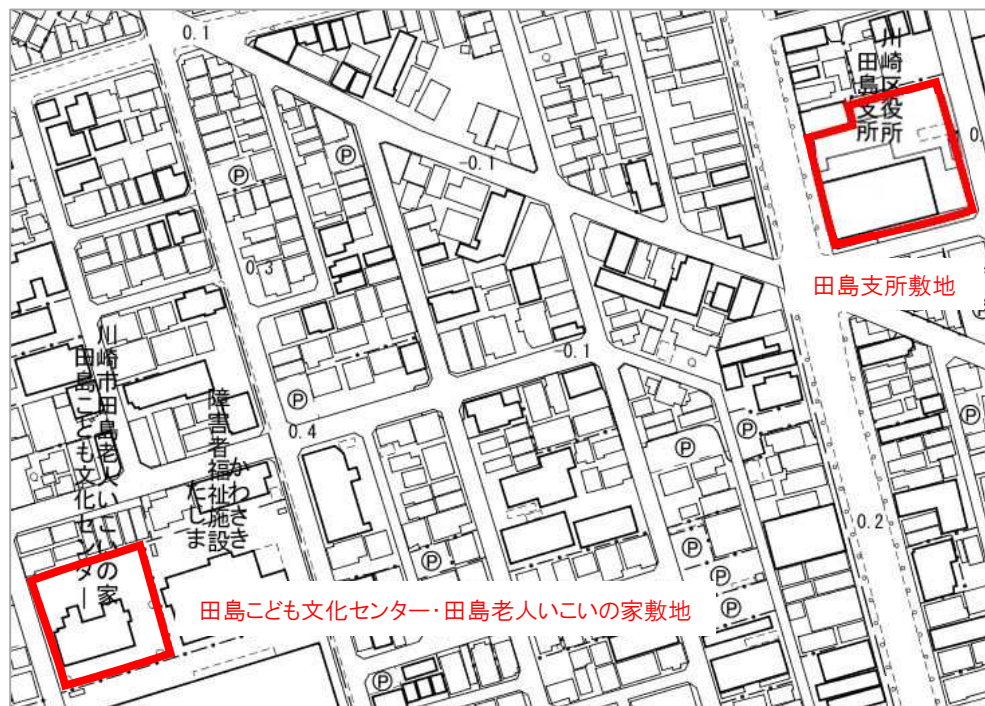 0.1
川崎区役所
田島支所
0.
P
P
-0.1
0.3
田島支所敷地
川崎市田島老人いこいの家
田島こども文化センター
障害者福祉施設
かわさき
たじま
-0.1
P
0.4
P
P
P
0.2
P
P
P
P
田島こども文化センター・田島老人いこいの家敷地
P
P